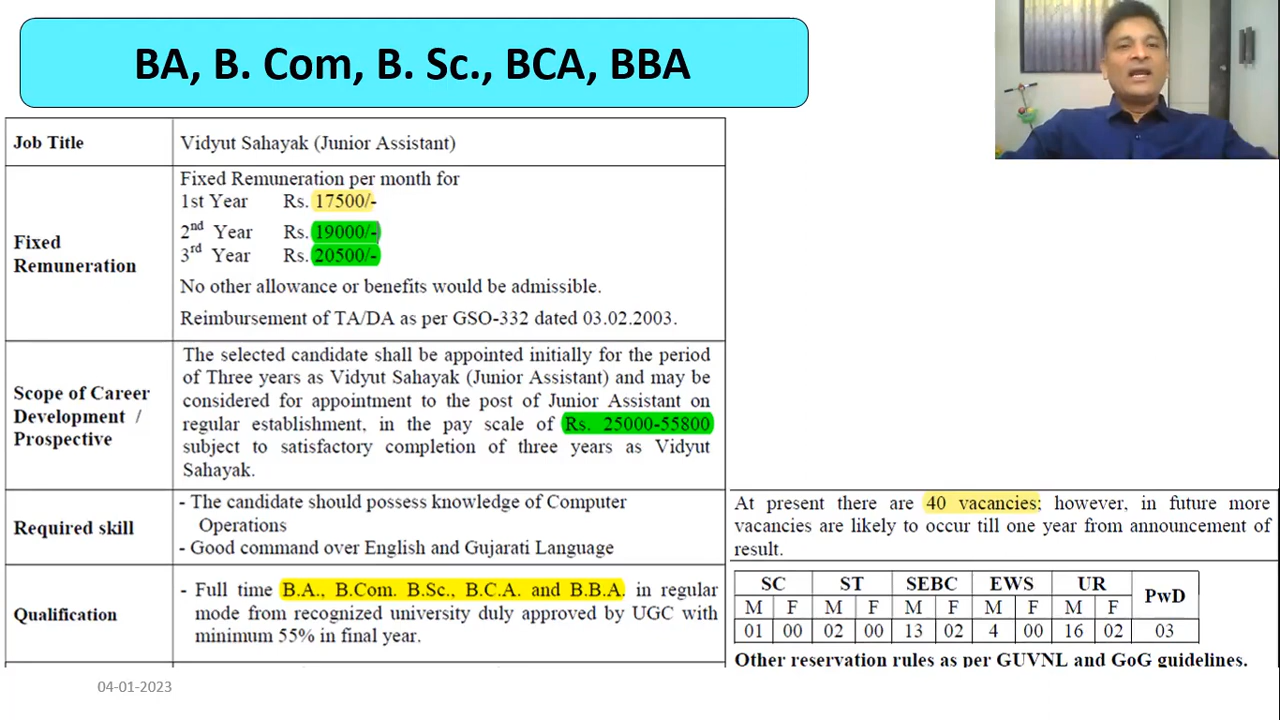 BA, B. Com, B. Sc., BCA, BBA
Job Title
Vidyut Sahayak (Junior Assistant)
Fixed
Remuneration
Fixed Remuneration per month for
1st Year Rs. 17500/-
2nd Year Rs. 19000/-
3rd Year Rs. 20500/-
No other allowance or benefits would be admissible.
Reimbursement of TA/DA as per GSO-332 dated 03.02.2003.
Scope of Career
Development /
Prospective
The selected candidate shall be appointed initially for the period
of Three years as Vidyut Sahayak (Junior Assistant) and may be
considered for appointment to the post of Junior Assistant on
regular establishment, in the pay scale of Rs. 25000-55800
subject to satisfactory completion of three years as Vidyut
Sahayak.
Required skill
- The candidate should possess knowledge of Computer
Operations
- Good command over English and Gujarati Language
Qualification
- Full time B.A., B.Com. B.Sc., B.C.A. and B.B.A. in regular
mode from recognized university duly approved by UGC with
minimum 55% in final year.
At present there are 40 vacancies; however, in future more
vacancies are likely to occur till one year from announcement of
result.
SC ST SEBC EWS UR PwD
M F M F M F M F M F
01 00 02 00 13 02 4 00 16 02 03
Other reservation rules as per GUVNL and GoG guidelines.
04-01-2023